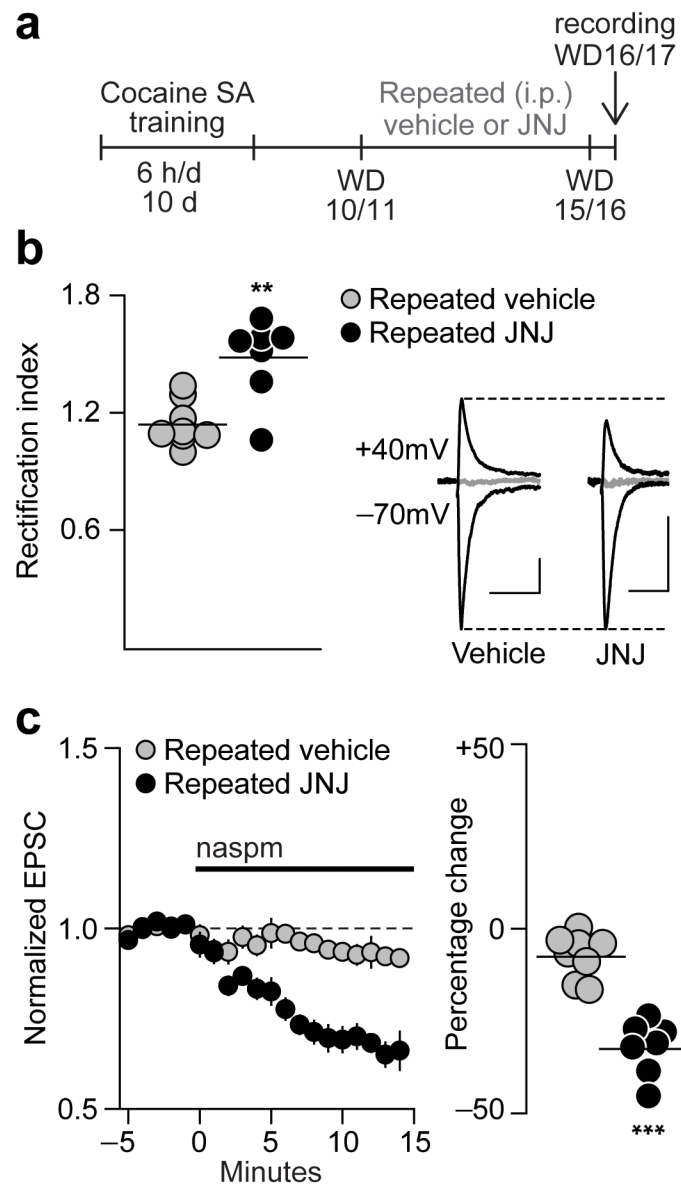 a
recording
WD16/17
Cocaine SA
training
Repeated (i.p.)
vehicle or JNJ
6 h/d
10 d
WD
10/11
WD
15/16
b
Rectification index
1.8
1.2
0.6
**
Repeated vehicle
Repeated JNJ
+40mV
–70mV
Vehicle
JNJ
c
Normalized EPSC
1.5
1.0
0.5
Repeated vehicle
Repeated JNJ
naspm
–5
0
5
10
15
Minutes
Percentage change
+50
0
–50
***